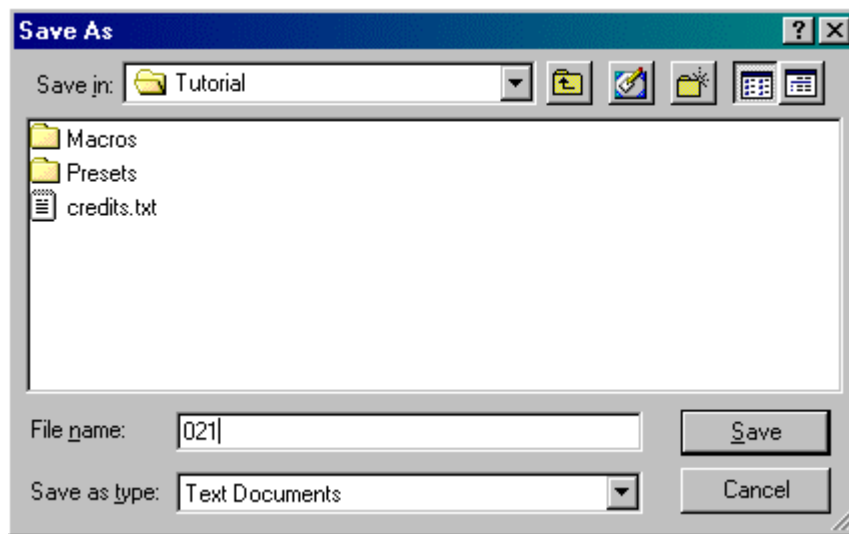 Save As
Save in: Tutorial
Macros
Presets
credits.txt
File name: 021 Save
Save as type: Text Documents Cancel